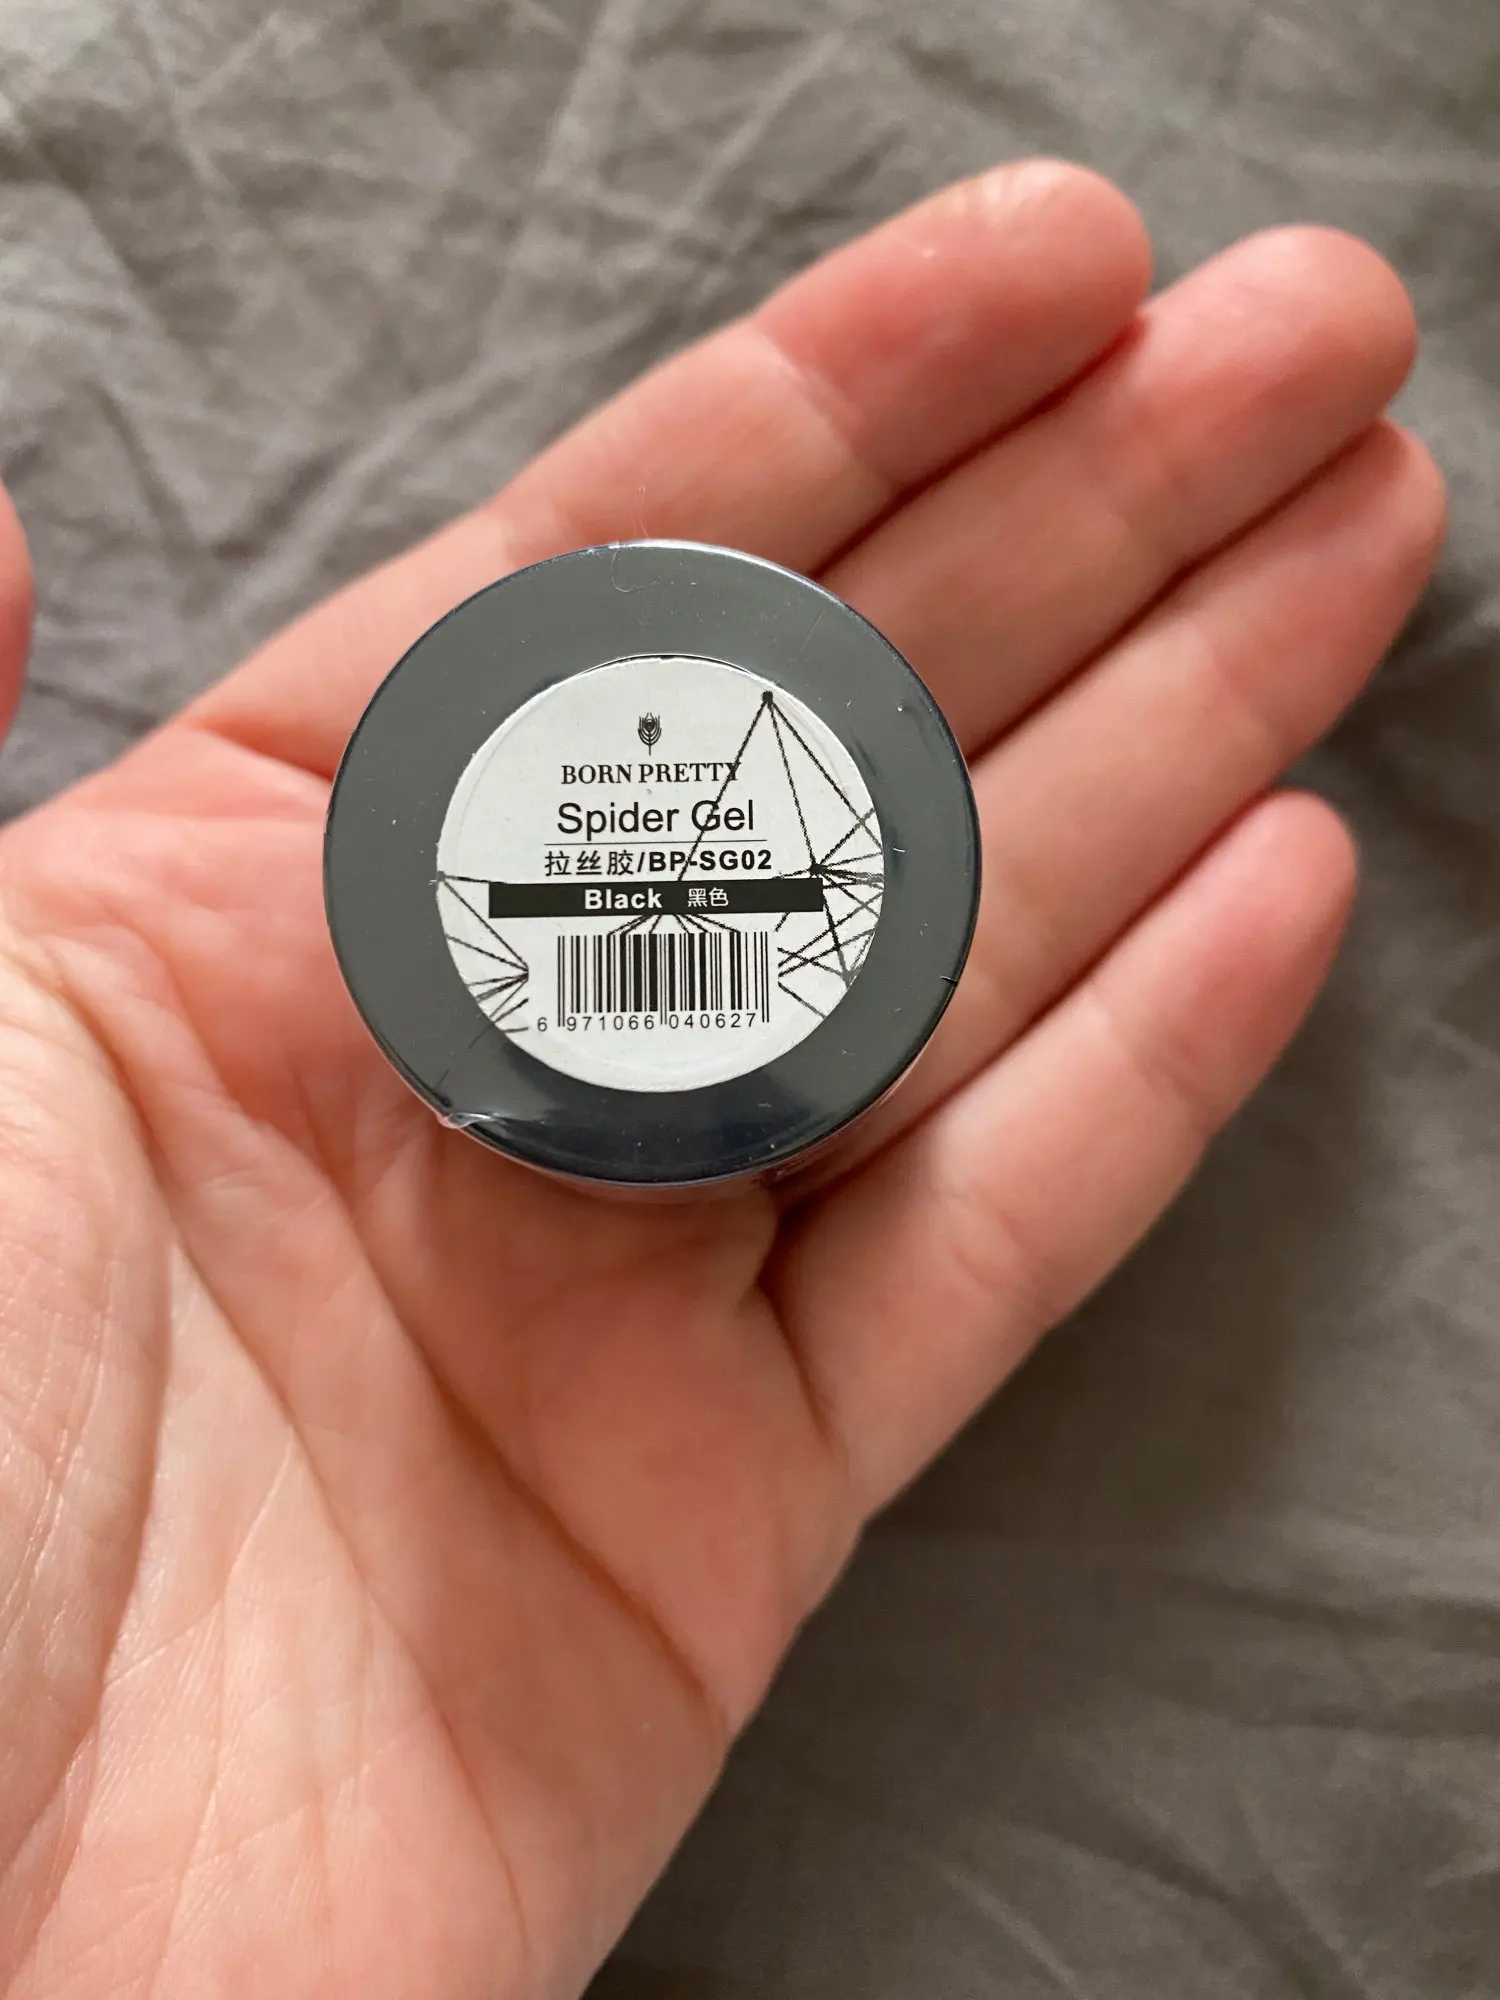 BORN PRETTY
Spider Gel
拉丝胶/BP-SG02
Black 黑色
6 971066 040627